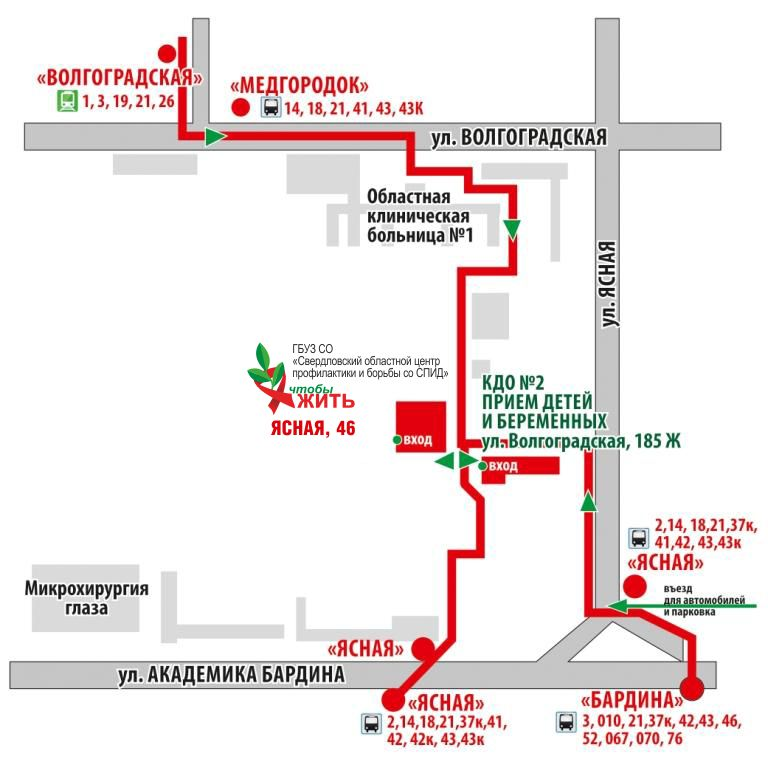 «ВОЛГОГРАДСКАЯ»
1, 3, 19, 21, 26
«МЕДГОРОДОК»
14, 18, 21, 41, 43, 43К
ул. ВОЛГОГРАДСКАЯ
Областная
клиническая
больница №1
ул. ЯСНАЯ
ГБУЗ СО
«Свердловский областной центр
профилактики и борьбы со СПИД»
чтобы
ЖИТЬ
ЯСНАЯ, 46
вход
КДО №2
ПРИЕМ ДЕТЕЙ
И БЕРЕМЕННЫХ
ул. Волгоградская, 185 Ж
вход
2,14, 18,21,37к,
41,42, 43,43к
«ЯСНАЯ»
въезд
для автомобилей
и парковка
Микрохирургия
глаза
«ЯСНАЯ»
ул. АКАДЕМИКА БАРДИНА
«ЯСНАЯ»
2,14,18,21,37к,41,
42, 42к, 43,43к
«БАРДИНА»
3, 010, 21,37к, 42,43, 46,
52, 067, 070, 76